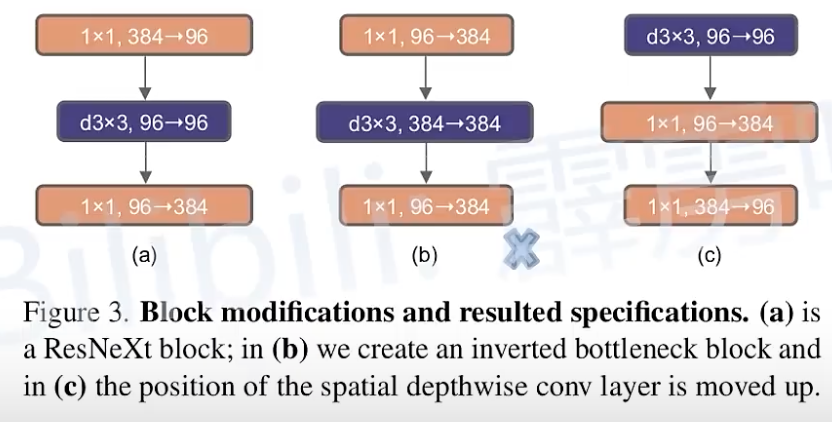 1×1, 384→96
1×1, 96→384
d3×3, 96→96
d3×3, 96→96
d3×3, 384→384
1×1, 96→384
1×1, 96→384
1×1, 96→384
1×1, 384→96
(a)
(b)
(c)
Bilibili: 霹雳吧
Figure 3. Block modifications and resulted specifications. (a) is
a ResNeXt block; in (b) we create an inverted bottleneck block and
in (c) the position of the spatial depthwise conv layer is moved up.